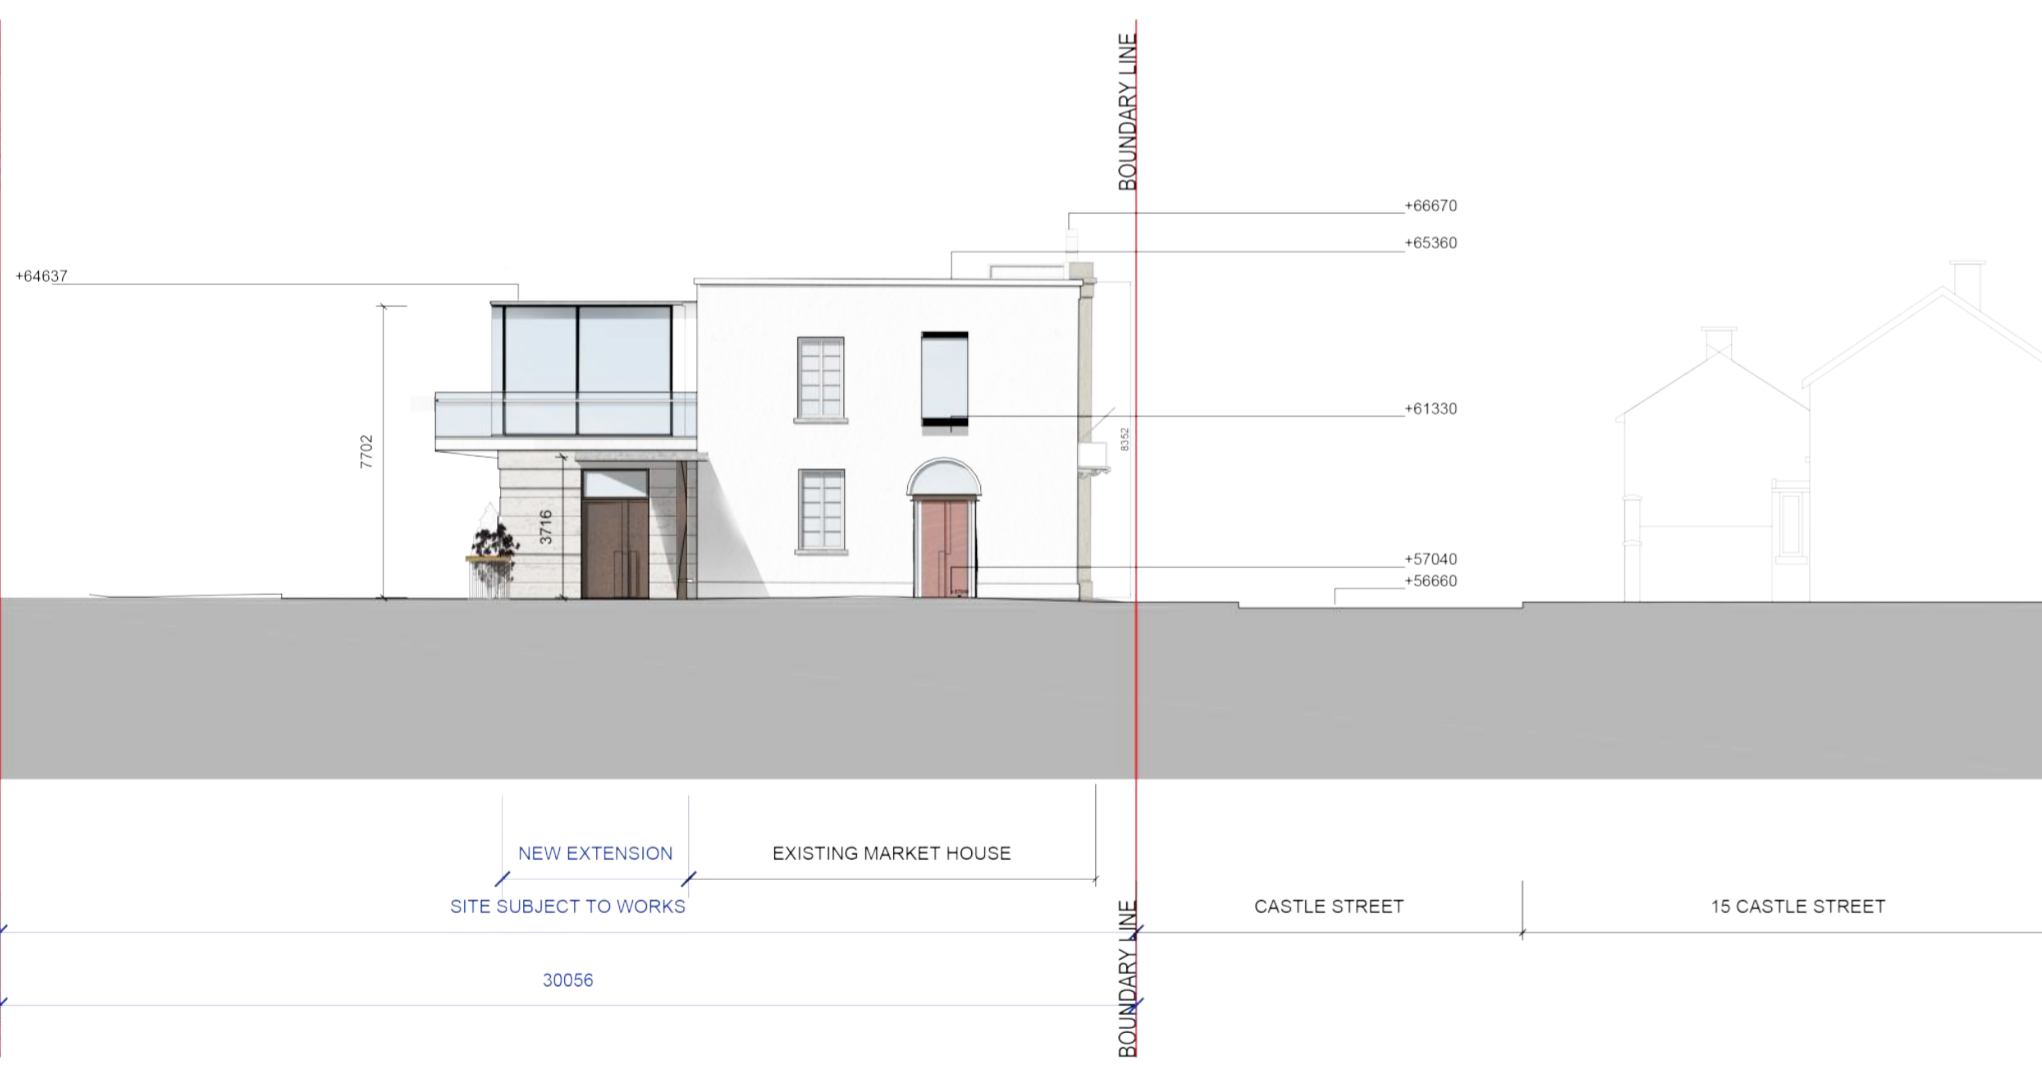 BOUNDARY LINE
+66670
+65360
+64637
+61330
7702
8352
3716
+57040
+56660
NEW EXTENSION
EXISTING MARKET HOUSE
SITE SUBJECT TO WORKS
CASTLE STREET
15 CASTLE STREET
30056
BOUNDARY LINE